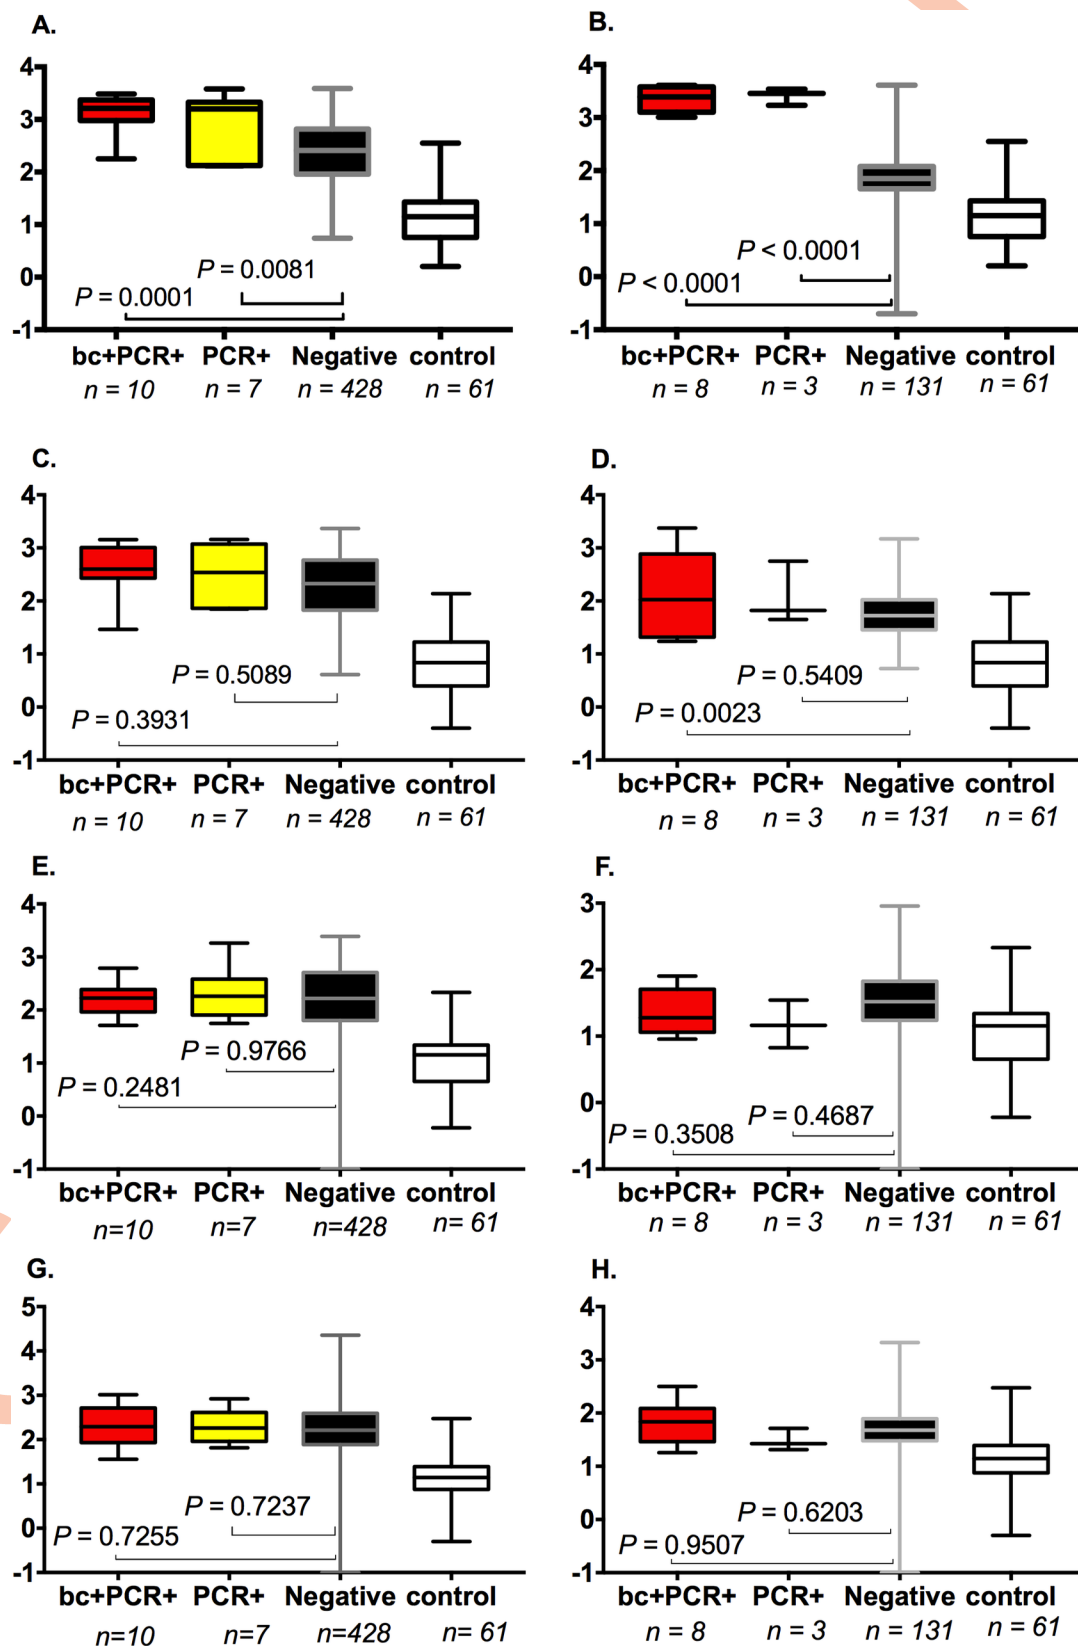 A.
4
3
2
1
0
-1
P = 0.0081
P = 0.0001
bc+PCR+ PCR+ Negative control
n = 10 n = 7 n = 428 n = 61
B.
4
3
2
1
0
-1
P < 0.0001
P < 0.0001
bc+PCR+ PCR+ Negative control
n = 8 n = 3 n = 131 n = 61
C.
4
3
2
1
0
-1
P = 0.5089
P = 0.3931
bc+PCR+ PCR+ Negative control
n = 10 n = 7 n = 428 n = 61
D.
4
3
2
1
0
-1
P = 0.5409
P = 0.0023
bc+PCR+ PCR+ Negative control
n = 8 n = 3 n = 131 n = 61
E.
4
3
2
1
0
-1
P = 0.9766
P = 0.2481
bc+PCR+ PCR+ Negative control
n=10 n=7 n=428 n= 61
F.
3
2
1
0
-1
P = 0.4687
P = 0.3508
bc+PCR+ PCR+ Negative control
n = 8 n = 3 n = 131 n = 61
G.
5
4
3
2
1
0
-1
P = 0.7237
P = 0.7255
bc+PCR+ PCR+ Negative control
n=10 n=7 n=428 n= 61
H.
4
3
2
1
0
-1
P = 0.6203
P = 0.9507
bc+PCR+ PCR+ Negative control
n = 8 n = 3 n = 131 n = 61